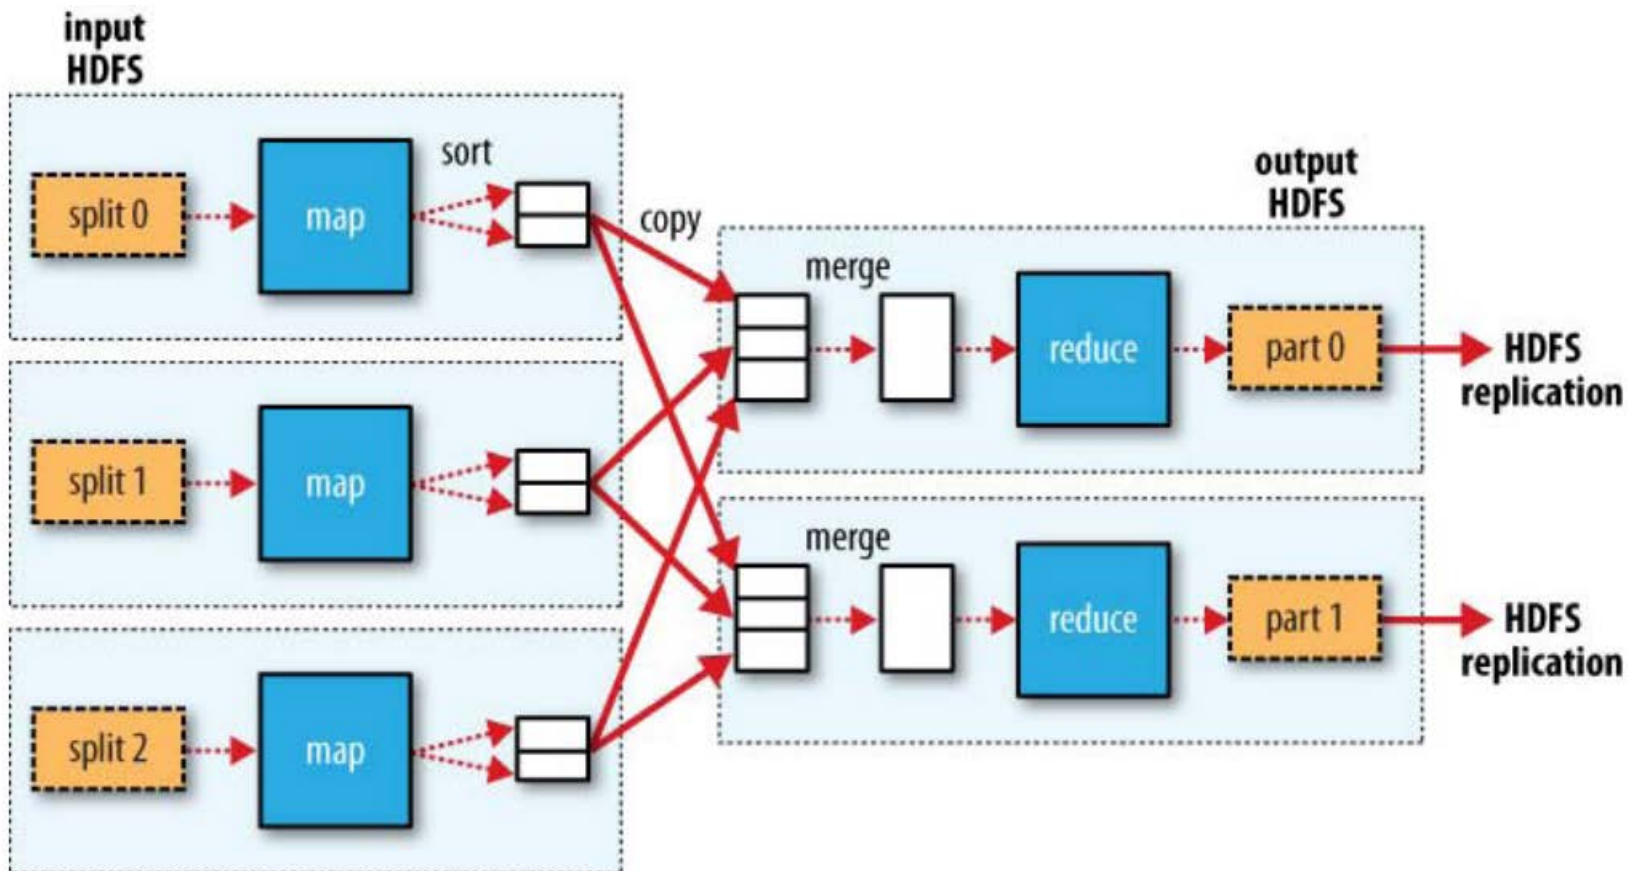 input
HDFS
split 0
map
sort
copy
split 1
map
split 2
map
output
HDFS
merge
reduce
part 0
HDFS
replication
merge
reduce
part 1
HDFS
replication